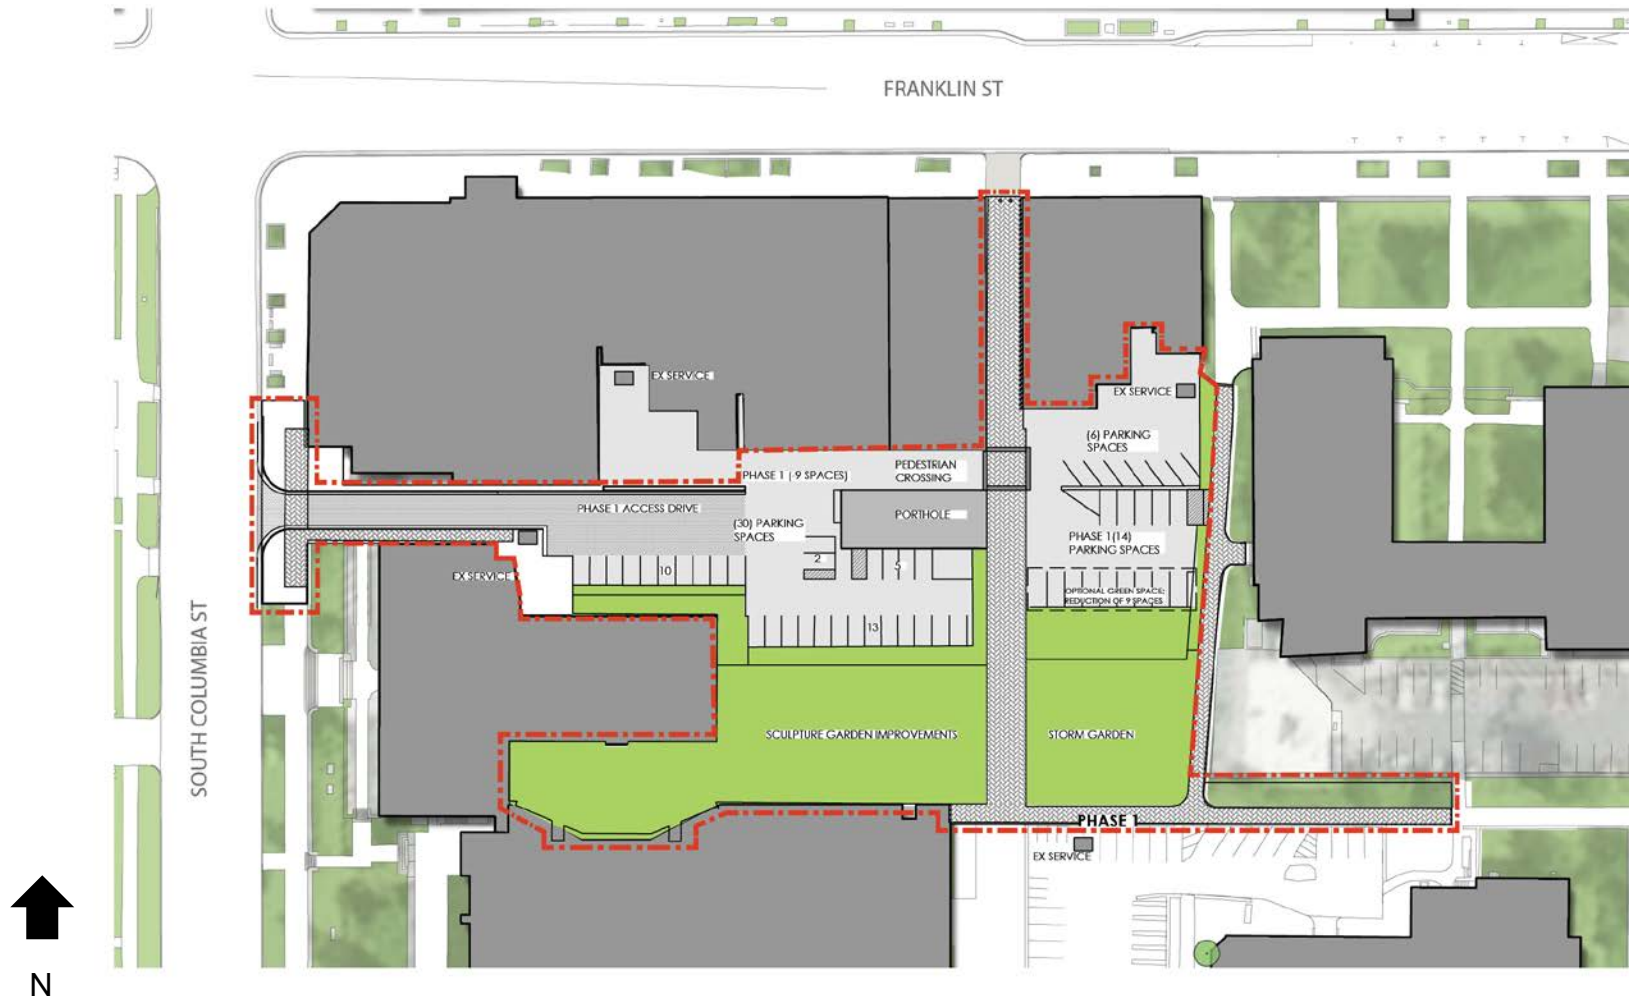 FRANKLIN ST
EX SERVICE
EX SERVICE
(6) PARKING
SPACES
PHASE 1 (-9 SPACES)
PEDESTRIAN
CROSSING
PHASE 1 ACCESS DRIVE
(30) PARKING
SPACES
PORTHOLE
PHASE 1(14)
PARKING SPACES
2
5
10
EX SERVICE
OPTIONAL GREEN SPACE:
REDUCTION OF 9 SPACES
13
SOUTH COLUMBIA ST
SCULPTURE GARDEN IMPROVEMENTS
STORM GARDEN
PHASE 1
EX SERVICE
N